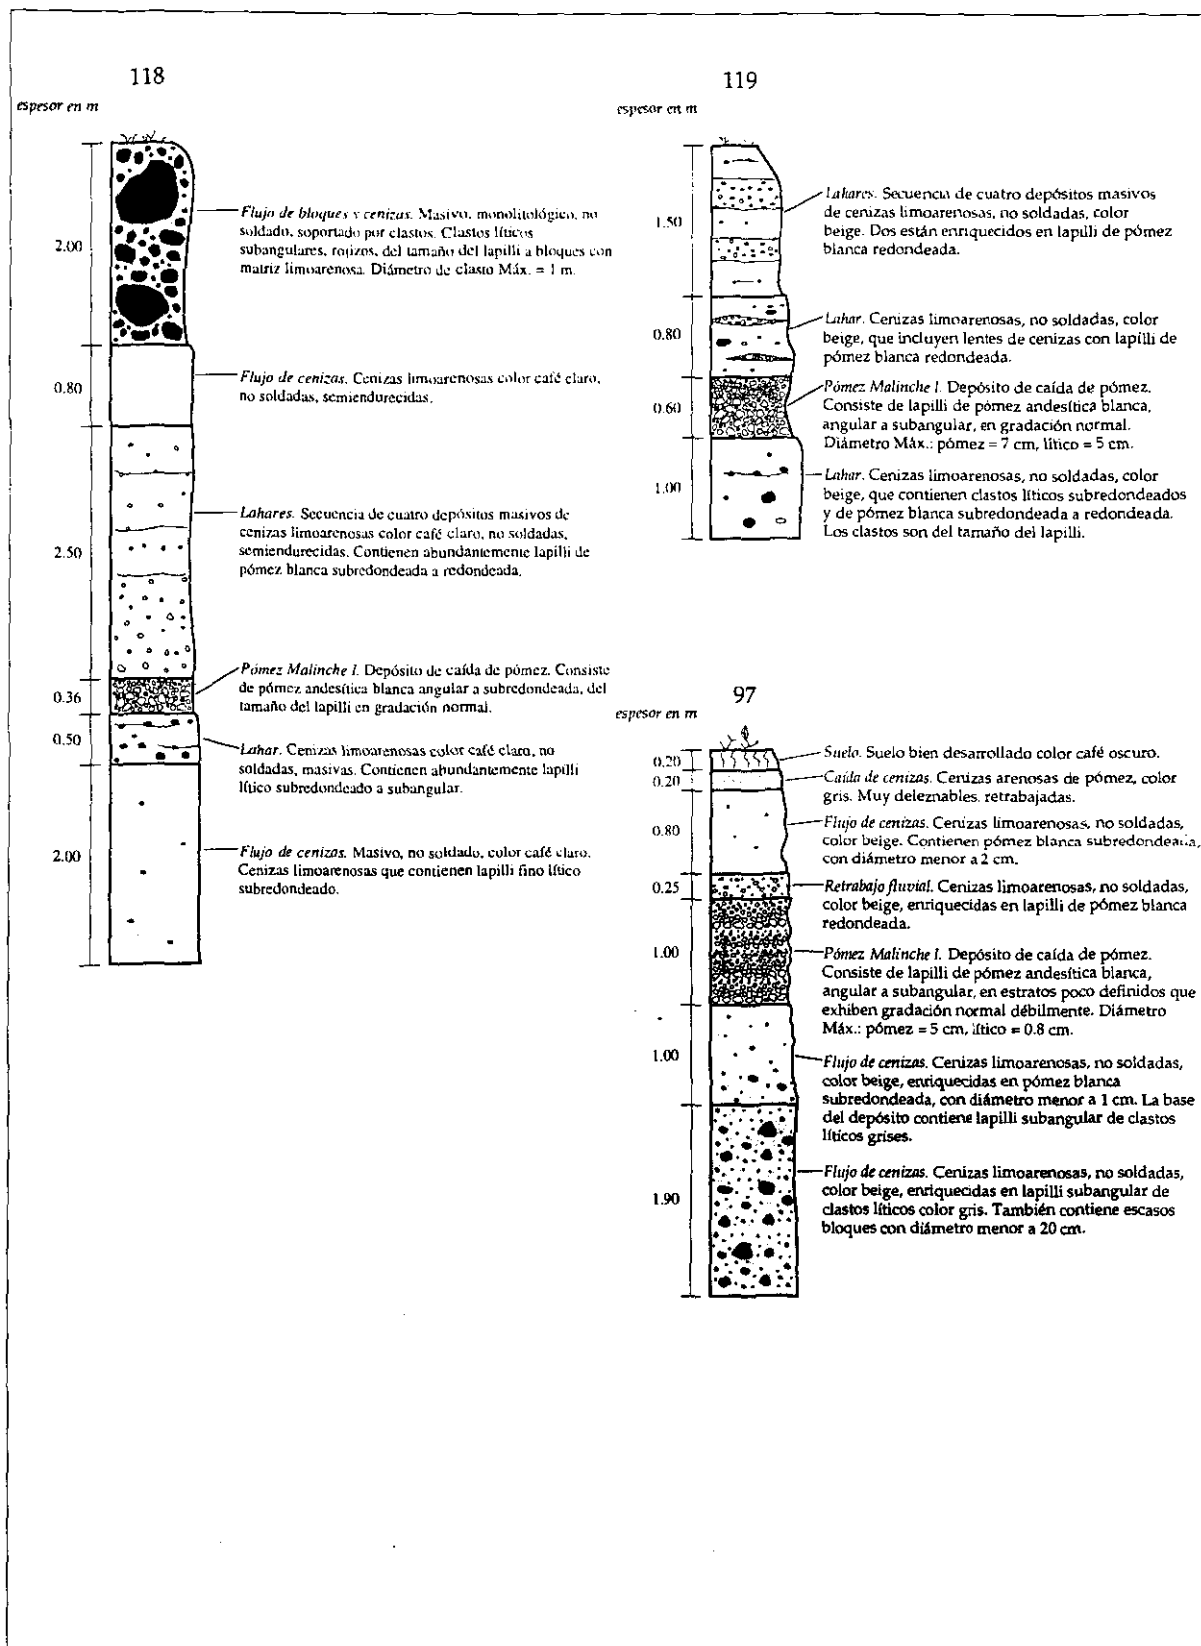 118
espesor en m
2.00
Flujo de bloques y cenizas. Masivo, monolitológico, no
soldado, soportado por clastos. Clastos líticos
subangulares, rojizos, del tamaño del lapilli a bloques con
matriz limoarenosa. Diámetro de clasto Máx. = 1 m.
0.80
Flujo de cenizas. Cenizas limoarenosas color café claro,
no soldadas, semiendurecidas.
2.50
Lahares. Secuencia de cuatro depósitos masivos de
cenizas limoarenosas color café claro, no soldadas,
semiendurecidas. Contienen abundantemente lapilli de
pómez blanca subredondeada a redondeada.
0.36
Pómez Malinche I. Depósito de caída de pómez. Consiste
de pómez andesítica blanca angular a subredondeada, del
tamaño del lapilli en gradación normal.
0.50
Lahar. Cenizas limoarenosas color café claro, no
soldadas, masivas. Contienen abundantemente lapilli
lítico subredondeado a subangular.
2.00
Flujo de cenizas. Masivo, no soldado, color café claro.
Cenizas limoarenosas que contienen lapilli fino lítico
subredondeado.
119
espesor en m
1.50
Lahares. Secuencia de cuatro depósitos masivos
de cenizas limoarenosas, no soldadas, color
beige. Dos están enriquecidos en lapilli de pómez
blanca redondeada.
0.80
Lahar. Cenizas limoarenosas, no soldadas, color
beige, que incluyen lentes de cenizas con lapilli de
pómez blanca redondeada.
0.60
Pómez Malinche I. Depósito de caída de pómez.
Consiste de lapilli de pómez andesítica blanca,
angular a subangular, en gradación normal.
Diámetro Máx.: pómez = 7 cm, lítico = 5 cm.
1.00
Lahar. Cenizas limoarenosas, no soldadas, color
beige, que contienen clastos líticos subredondeados
y de pómez blanca subredondeada a redondeada.
Los clastos son del tamaño del lapilli.
97
espesor en m
0.20
Suelo. Suelo bien desarrollado color café oscuro.
0.20
Caída de cenizas. Cenizas arenosas de pómez, color
gris. Muy deleznables, retrabajadas.
0.80
Flujo de cenizas. Cenizas limoarenosas, no soldadas,
color beige. Contienen pómez blanca subredondeada,
con diámetro menor a 2 cm.
0.25
Retrabajo fluvial. Cenizas limoarenosas, no soldadas,
color beige, enriquecidas en lapilli de pómez blanca
redondeada.
1.00
Pómez Malinche I. Depósito de caída de pómez.
Consiste de lapilli de pómez andesítica blanca,
angular a subangular, en estratos poco definidos que
exhiben gradación normal débilmente. Diámetro
Máx.: pómez = 5 cm, lítico = 0.8 cm.
1.00
Flujo de cenizas. Cenizas limoarenosas, no soldadas,
color beige, enriquecidas en pómez blanca
subredondeada, con diámetro menor a 1 cm. La base
del depósito contiene lapilli subangular de clastos
líticos grises.
1.90
Flujo de cenizas. Cenizas limoarenosas, no soldadas,
color beige, enriquecidas en lapilli subangular de
clastos líticos color gris. También contiene escasos
bloques con diámetro menor a 20 cm.